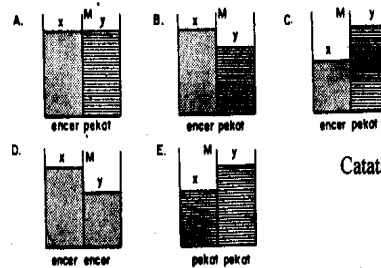 A. x M y
encer pekat
B. x M y
encer pekat
C. x M y
encer pekat
D. x M y
encer encer
E. x M y
pekat pekat
Catat